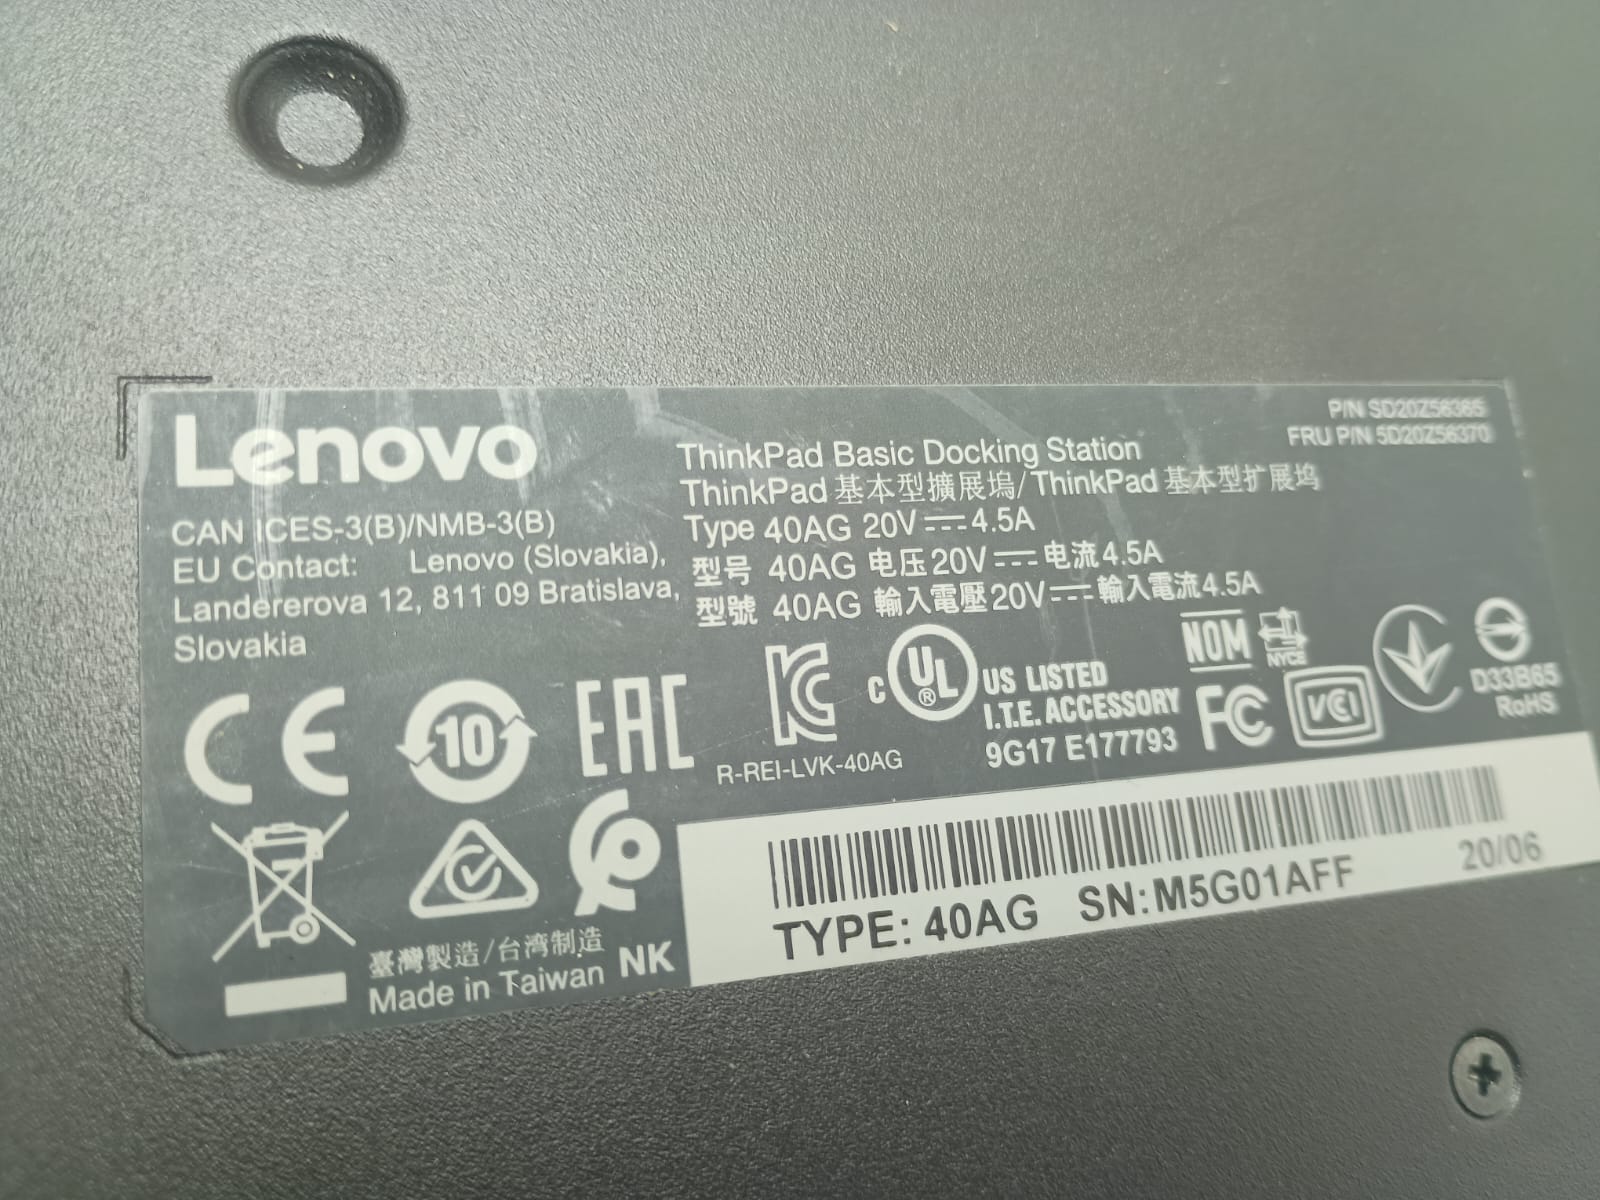 Lenovo
CAN ICES-3(B)/NMB-3(B)
EU Contact: Lenovo (Slovakia),
Landererova 12, 811 09 Bratislava,
Slovakia
P/N SD20Z56365
FRU P/N 5D20Z56370
ThinkPad Basic Docking Station
ThinkPad 基本型擴展塢/ThinkPad 基本型扩展坞
Type 40AG 20V 4.5A
型号 40AG 电压20V 电流4.5A
型號 40AG 輸入電壓20V 輸入電流4.5A
CE
10
EAC
KC
R-REI-LVK-40AG
c UL ® US LISTED
I.T.E. ACCESSORY
9G17 E177793
NOM
NYCE
FC
VCI
D33B65
RoHS
臺灣製造/台湾制造
Made in Taiwan NK
TYPE: 40AG SN:M5G01AFF 20/06